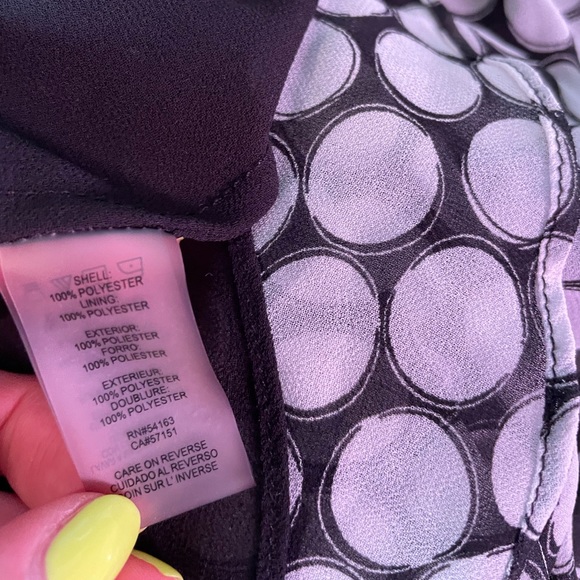 SHELL:
100% POLYESTER
LINING:
100% POLYESTER
EXTERIOR:
100% POLIESTER
FORRO:
100% POLIESTER
EXTERIEUR:
100% POLYESTER
DOUBLURE:
100% POLYESTER
RN#54163
CA#57151
CARE ON REVERSE
CUIDADO AL REVERSO
SOIN SUR L' INVERSE